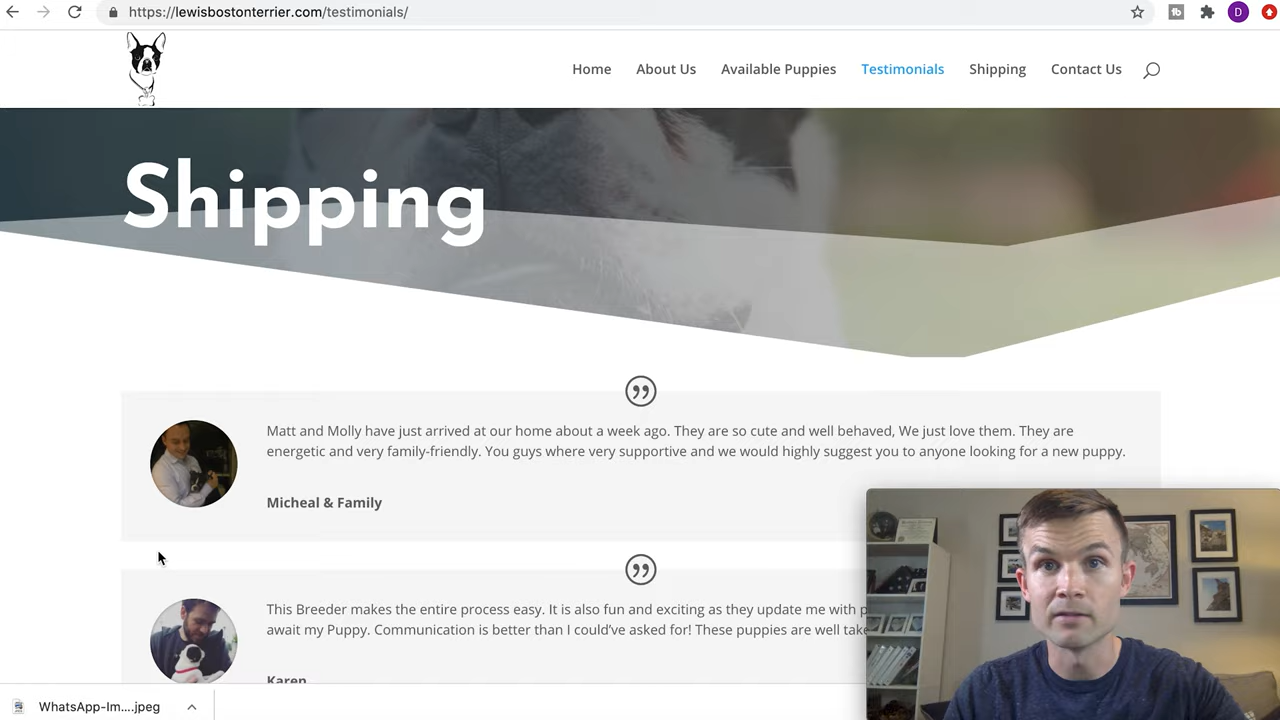 https://lewisbostonterrier.com/testimonials/
D
Home About Us Available Puppies Testimonials Shipping Contact Us
Shipping
Matt and Molly have just arrived at our home about a week ago. They are so cute and well behaved, We just love them. They are
energetic and very family-friendly. You guys where very supportive and we would highly suggest you to anyone looking for a new puppy.
Micheal & Family
This Breeder makes the entire process easy. It is also fun and exciting as they update me with p
await my Puppy. Communication is better than I could've asked for! These puppies are well take
Karen
WhatsApp-Im....jpeg